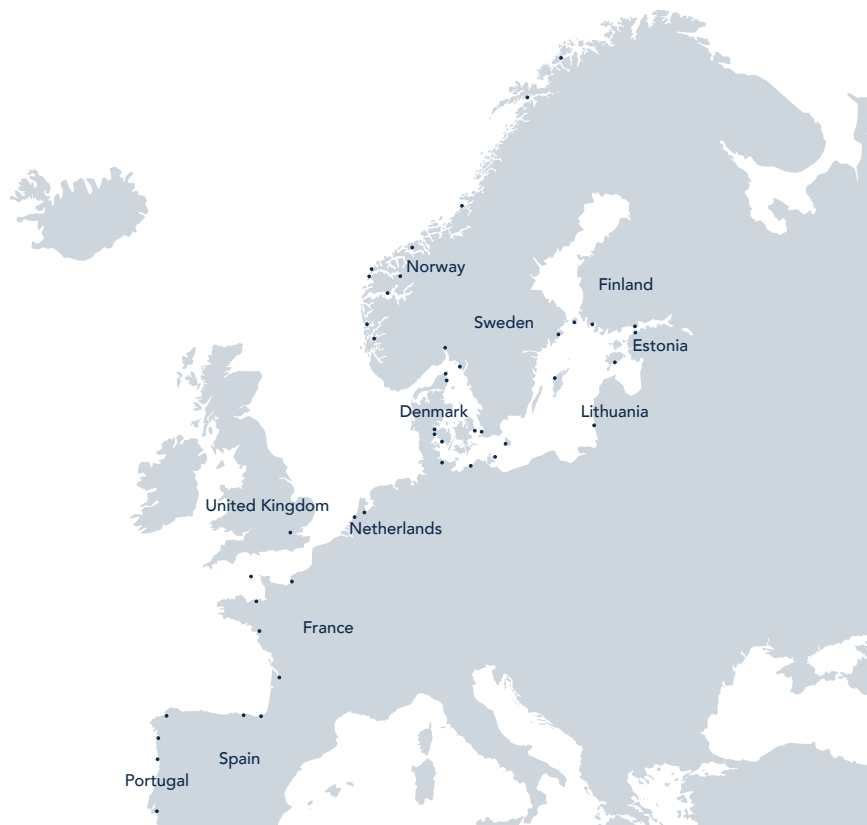 Norway
Finland
Sweden
Estonia
Denmark
Lithuania
United Kingdom
Netherlands
France
Spain
Portugal